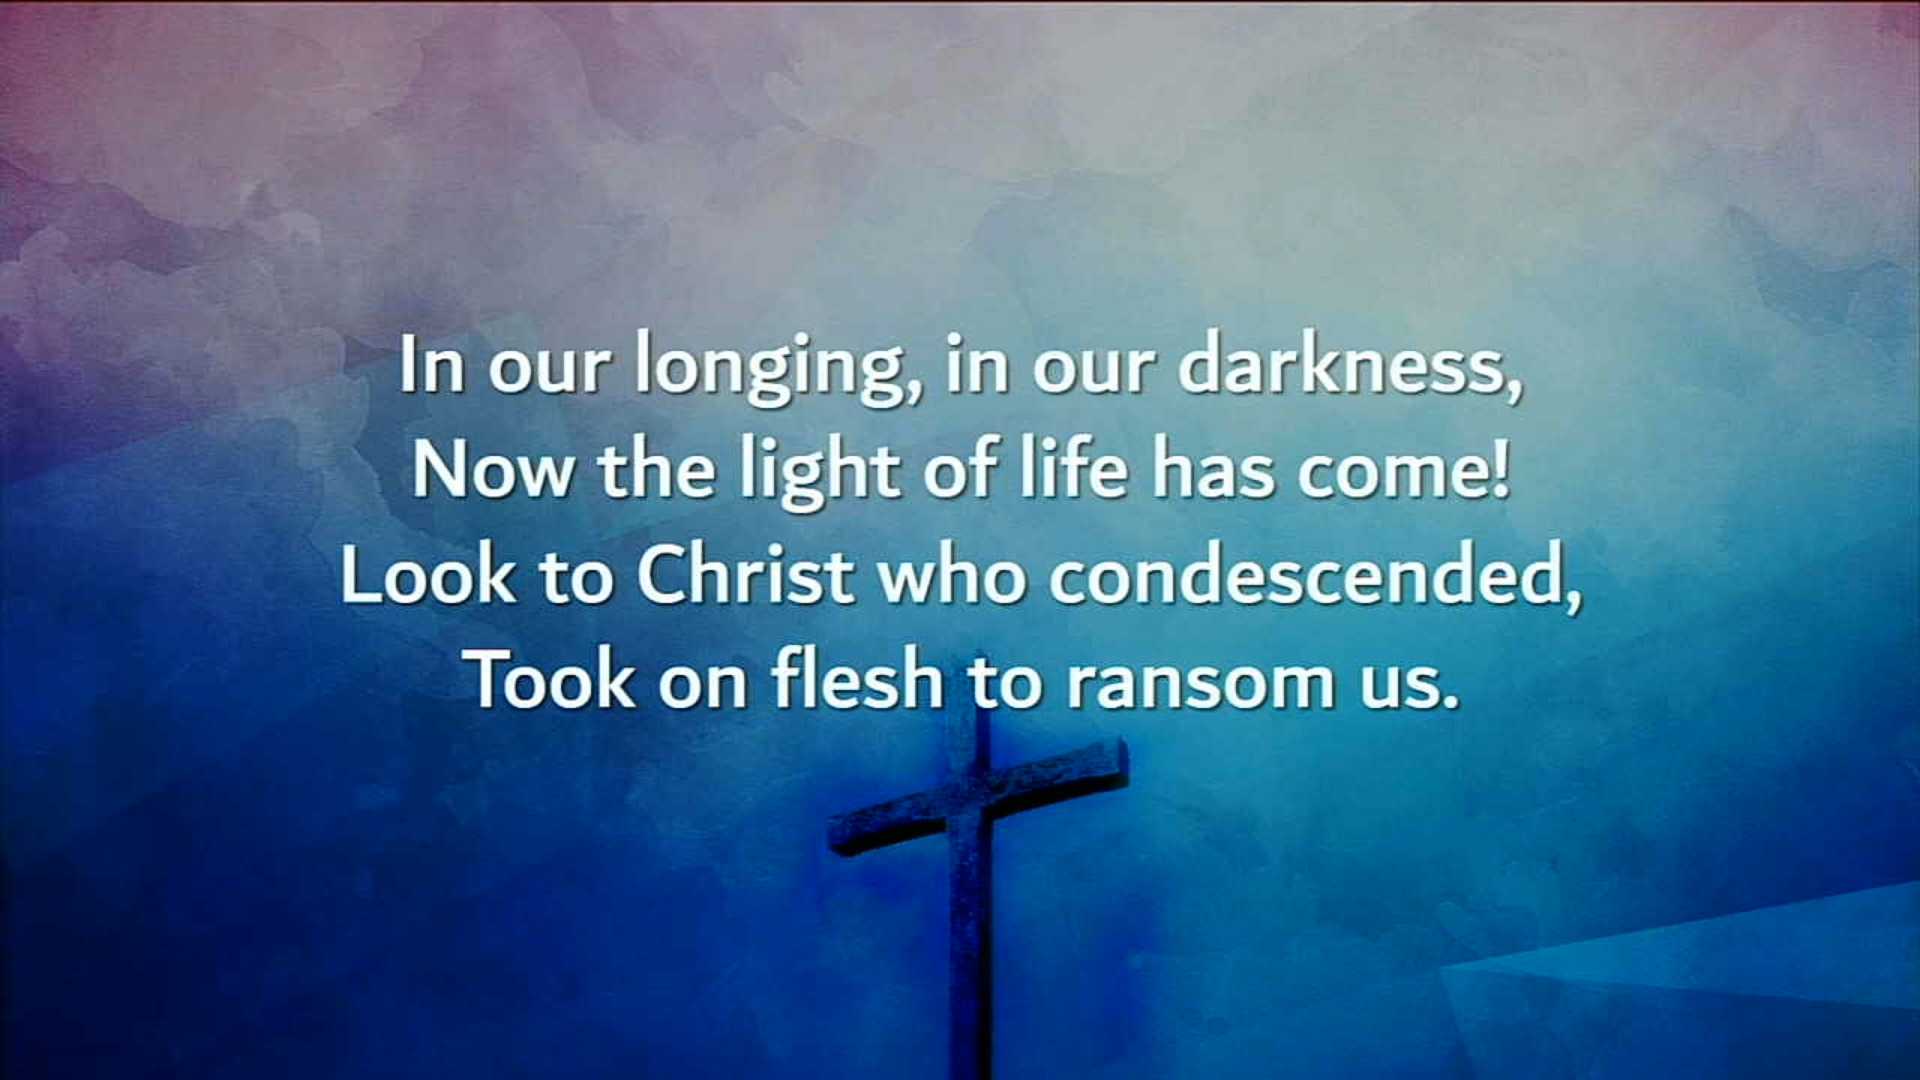 In our longing, in our darkness,
Now the light of life has come!
Look to Christ who condescended,
Took on flesh to ransom us.